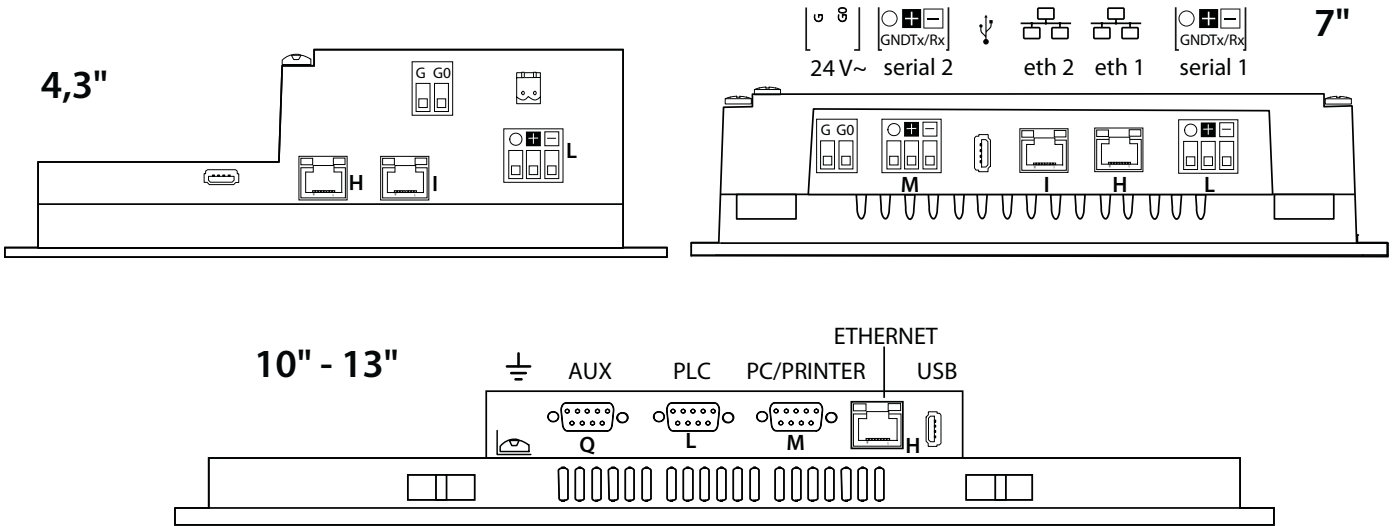 4,3"
G G0
L
H
I
7"
G G0
GNDTx/Rx
GNDTx/Rx
24 V~ serial 2 eth 2 eth 1 serial 1
G G0
M
I
H
L
10" - 13"
ETHERNET
AUX PLC PC/PRINTER USB
Q
L
M
H